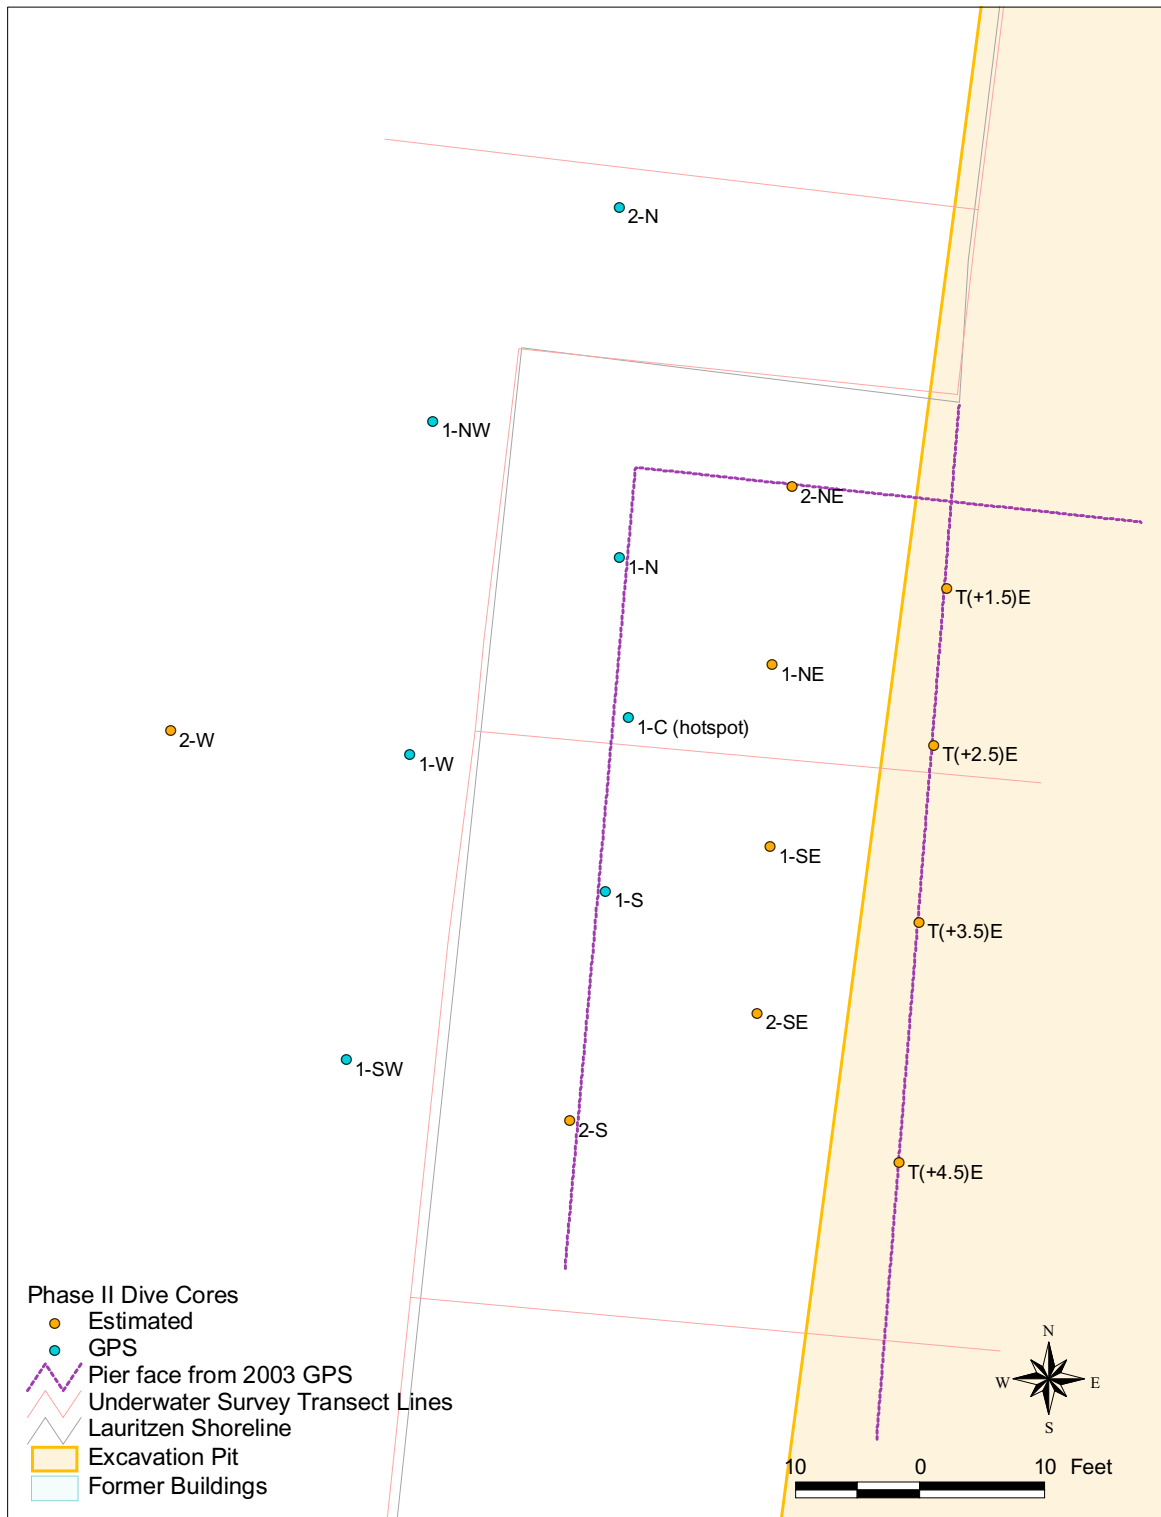 2-N
1-NW
2-NE
1-N
T(+1.5)E
1-NE
1-C (hotspot)
2-W
T(+2.5)E
1-W
1-SE
1-S
T(+3.5)E
2-SE
1-SW
2-S
T(+4.5)E
Phase II Dive Cores
Estimated
GPS
Pier face from 2003 GPS
Underwater Survey Transect Lines
Lauritzen Shoreline
Excavation Pit
Former Buildings
N
W E
S
10 0 10 Feet